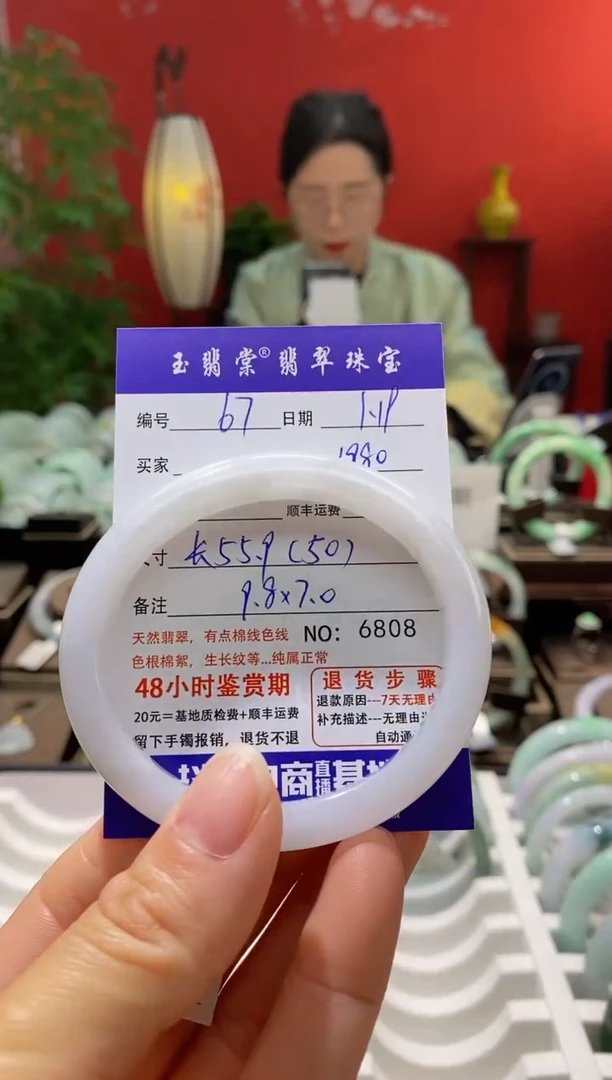 玉翡棠®翡翠珠宝
编号 67 日期 1.19
买家 1980
顺丰运费
寸 长55.9(50)
备注 9.8×7.0
天然翡翠，有点棉线色线 NO: 6808
色根棉絮，生长纹等...纯属正常
48小时鉴赏期
20元=基地质检费+顺丰运费
留下手镯报销，退货不退
退货步骤
退款原因---7天无理由
补充描述---无理由
自动通
商 直播 基